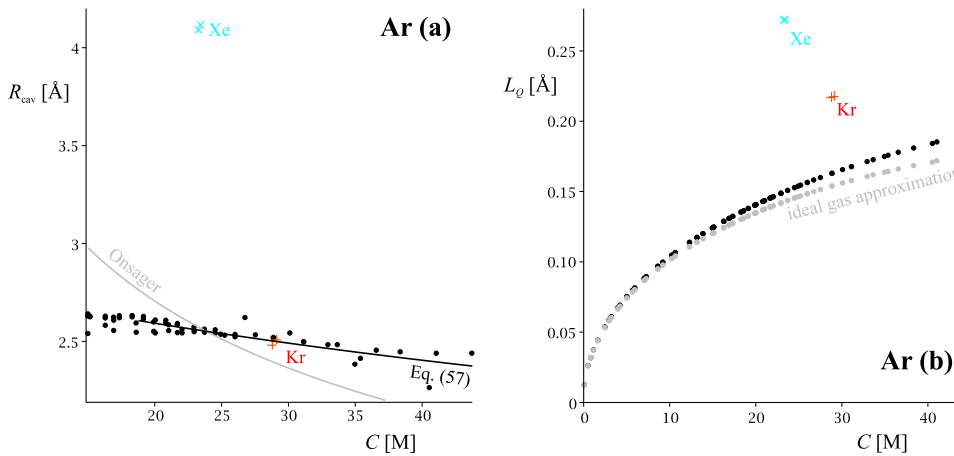 Ar (a)
Xe
4
R_cav [Å]
3.5
3
Onsager
2.5
Kr
Eq. (57)
20 25 30 35 40
C [M]
Xe
0.25
L_Q [Å]
Kr
0.20
0.15
ideal gas approximation
0.10
0.05
Ar (b)
0
0 10 20 30 40
C [M]